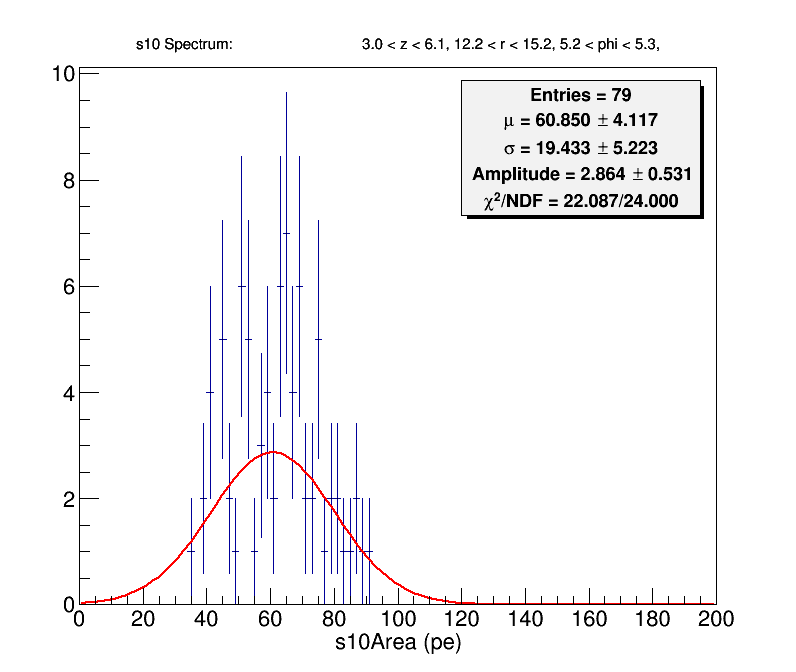 s10 Spectrum: 3.0 < z < 6.1, 12.2 < r < 15.2, 5.2 < phi < 5.3,
Entries = 79
μ = 60.850 ± 4.117
σ = 19.433 ± 5.223
Amplitude = 2.864 ± 0.531
χ²/NDF = 22.087/24.000
10
8
6
4
2
0
0 20 40 60 80 100 120 140 160 180 200
s10Area (pe)